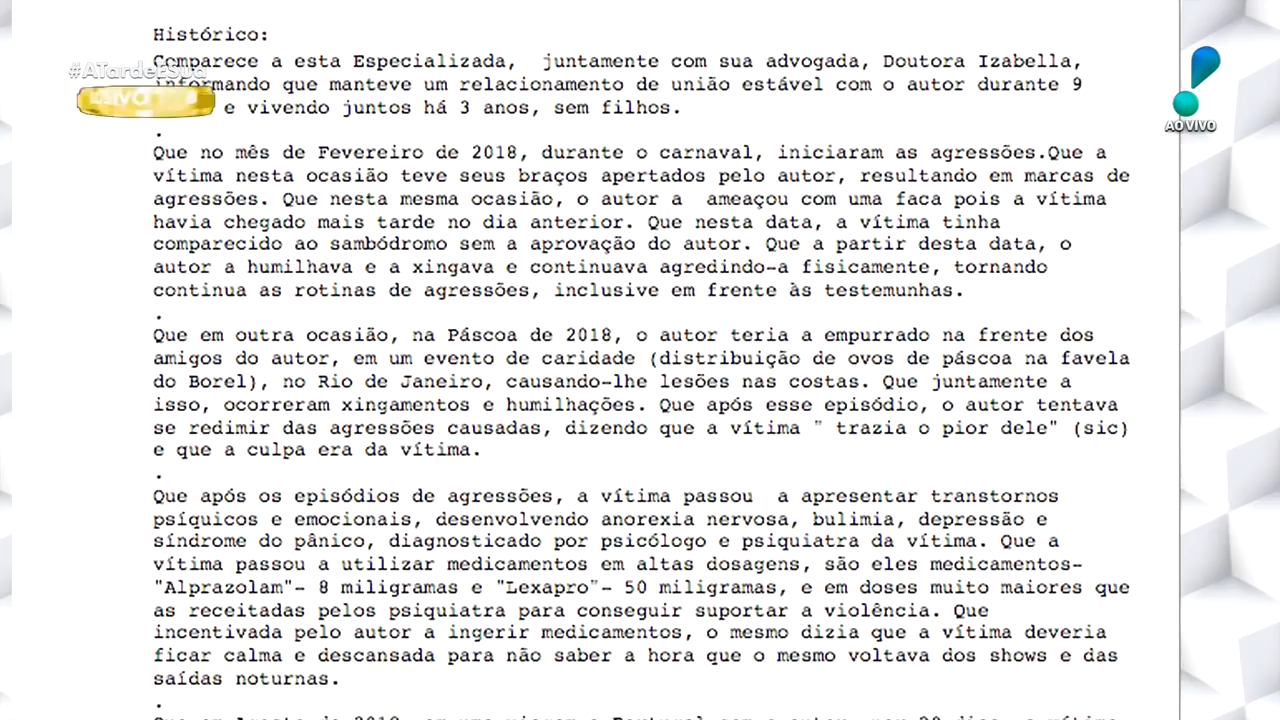 Histórico:
Comparece a esta Especializada, juntamente com sua advogada, Doutora Izabella,
#ATardeÉSua
informando que manteve um relacionamento de união estável com o autor durante 9
e vivendo juntos há 3 anos, sem filhos.
AO VIVO
.
Que no mês de Fevereiro de 2018, durante o carnaval, iniciaram as agressões.Que a
vítima nesta ocasião teve seus braços apertados pelo autor, resultando em marcas de
agressões. Que nesta mesma ocasião, o autor a ameaçou com uma faca pois a vítima
havia chegado mais tarde no dia anterior. Que nesta data, a vítima tinha
comparecido ao sambódromo sem a aprovação do autor. Que a partir desta data, o
autor a humilhava e a xingava e continuava agredindo-a fisicamente, tornando
continua as rotinas de agressões, inclusive em frente às testemunhas.
.
Que em outra ocasião, na Páscoa de 2018, o autor teria a empurrado na frente dos
amigos do autor, em um evento de caridade (distribuição de ovos de páscoa na favela
do Borel), no Rio de Janeiro, causando-lhe lesões nas costas. Que juntamente a
isso, ocorreram xingamentos e humilhações. Que após esse episódio, o autor tentava
se redimir das agressões causadas, dizendo que a vítima " trazia o pior dele" (sic)
e que a culpa era da vítima.
.
Que após os episódios de agressões, a vítima passou a apresentar transtornos
psíquicos e emocionais, desenvolvendo anorexia nervosa, bulimia, depressão e
síndrome do pânico, diagnosticado por psicólogo e psiquiatra da vítima. Que a
vítima passou a utilizar medicamentos em altas dosagens, são eles medicamentos-
"Alprazolam"- 8 miligramas e "Lexapro"- 50 miligramas, e em doses muito maiores que
as receitadas pelos psiquiatra para conseguir suportar a violência. Que
incentivada pelo autor a ingerir medicamentos, o mesmo dizia que a vítima deveria
ficar calma e descansada para não saber a hora que o mesmo voltava dos shows e das
saídas noturnas.
.